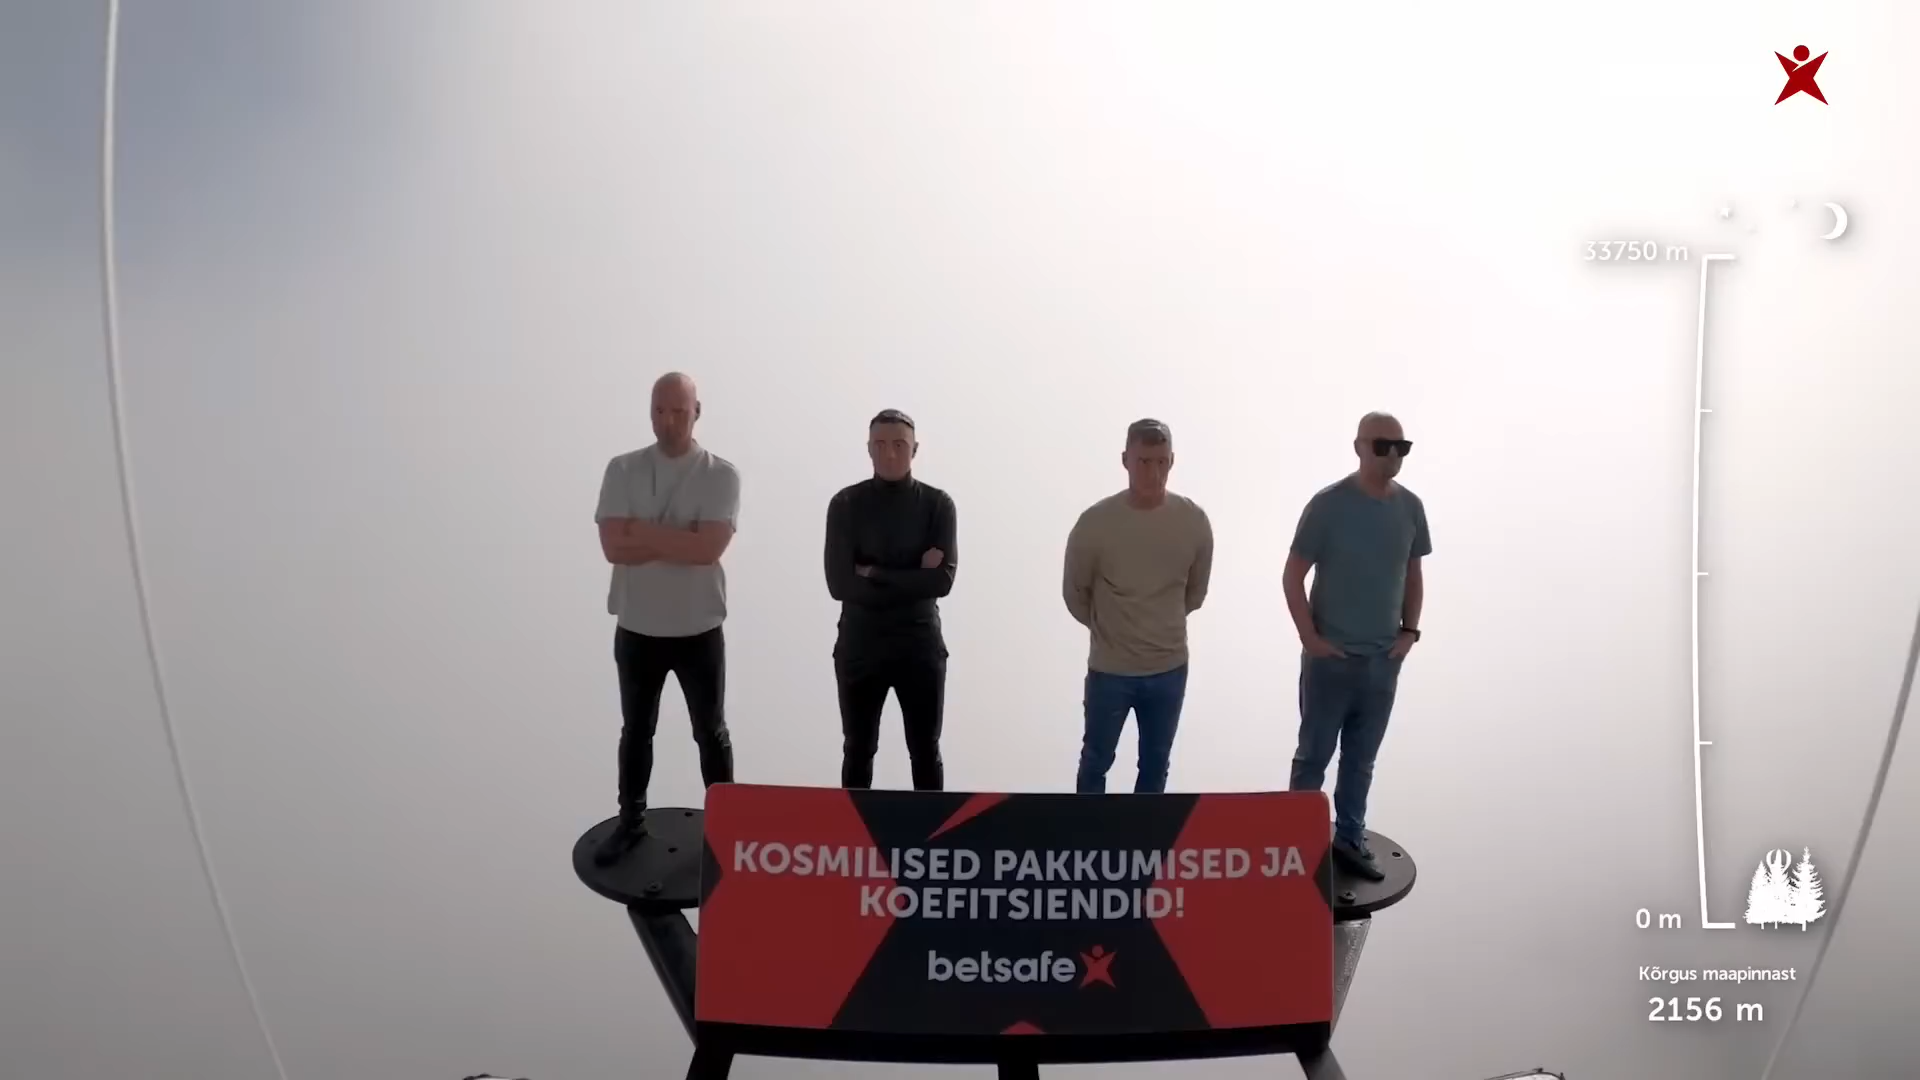 33750 m
KOSMILISED PAKKUMISED JA
KOEFITSIENDID!
betsafe
0 m
Kõrgus maapinnast
2156 m